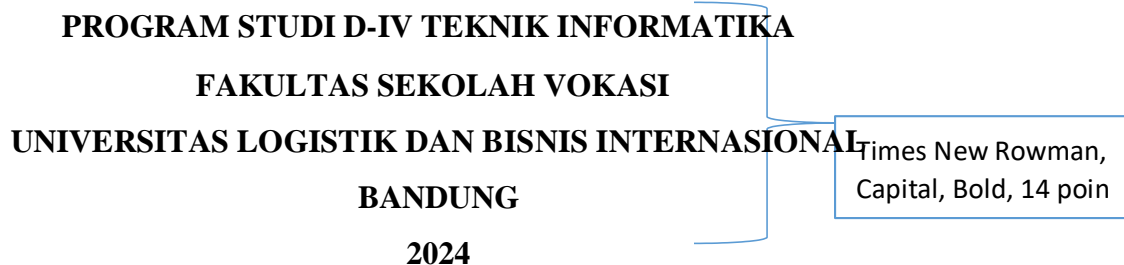 PROGRAM STUDI D-IV TEKNIK INFORMATIKA
FAKULTAS SEKOLAH VOKASI
UNIVERSITAS LOGISTIK DAN BISNIS INTERNASIONAL
BANDUNG
2024
Times New Rowman,
Capital, Bold, 14 poin